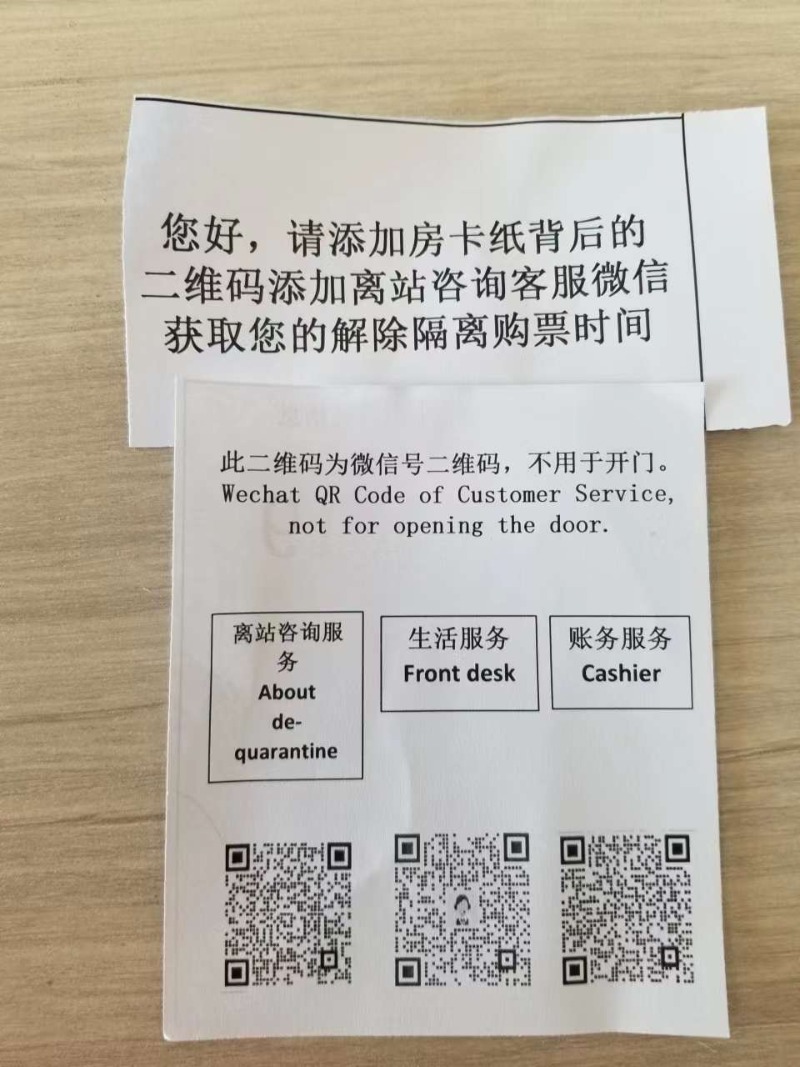 您好，请添加房卡纸背后的
二维码添加离站咨询客服微信
获取您的解除隔离购票时间
此二维码为微信号二维码，不用于开门。
Wechat QR Code of Customer Service,
not for opening the door.
离站咨询服
务
About
de-
quarantine
生活服务
Front desk
账务服务
Cashier